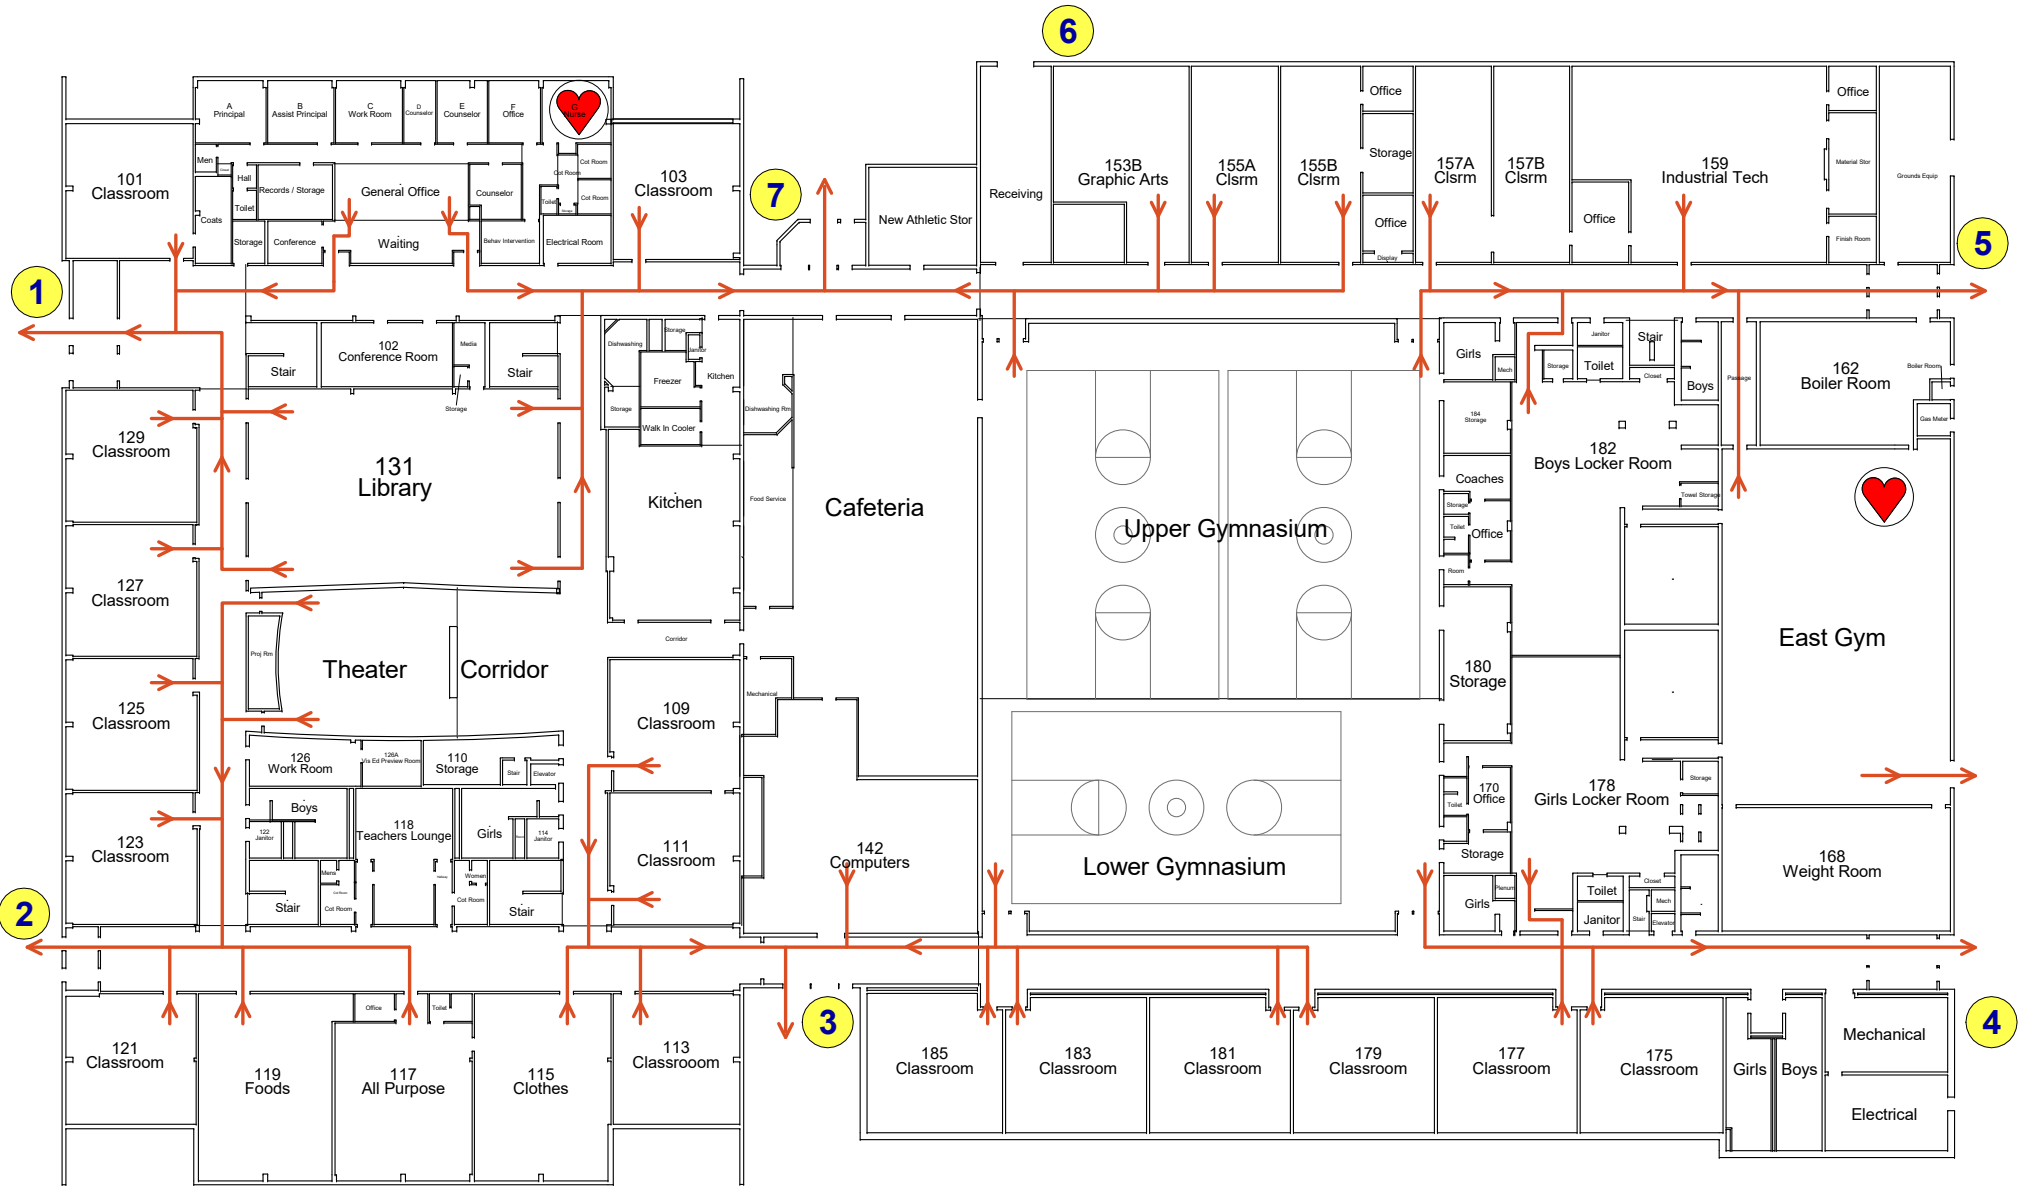 6
A
Principal
B
Assist Principal
C
Work Room
D
Counselor
E
Counselor
F
Office
G
Nurse
Office
Office
101
Classroom
Men
Hall
Records / Storage
General Office
Counselor
Cot Room
Cot Room
Cot Room
103
Classroom
7
Receiving
153B
Graphic Arts
155A
Clsrm
155B
Clsrm
Storage
157A
Clsrm
157B
Clsrm
159
Industrial Tech
Material Stor
Grounds Equip
Coats
Toilet
Toilet
Storage
New Athletic Stor
Office
Office
Storage
Conference
Waiting
Behav Intervention
Electrical Room
Display
Finish Room
5
1
102
Conference Room
Media
Stair
Stair
Storage
Dishwashing
Storage
Janitor
Kitchen
Freezer
Storage
Walk In Cooler
Dishwashing Rm
Girls
Mech
Storage
Janitor
Toilet
Stair
Closet
Boys
Passage
162
Boiler Room
Boiler Room
Gas Meter
129
Classroom
131
Library
Kitchen
Food Service
Cafeteria
Upper Gymnasium
184
Storage
Coaches
Storage
Toilet
Office
Room
182
Boys Locker Room
Towel Storage
127
Classroom
Corridor
Proj Rm
Theater
Corridor
East Gym
125
Classroom
109
Classroom
Mechanical
180
Storage
126
Work Room
126A
Vis Ed Preview Room
110
Storage
Stair
Elevator
Boys
122
Janitor
118
Teachers Lounge
Girls
114
Janitor
123
Classroom
111
Classroom
142
Computers
Lower Gymnasium
170
Office
Toilet
Storage
178
Girls Locker Room
Storage
168
Weight Room
Mens
Cot Room
Cot Room
Hallway
Women
Cot Room
Stair
Stair
Girls
Plenum
Toilet
Janitor
Closet
Mech
Stair
Elevator
2
Office
Toilet
3
4
121
Classroom
119
Foods
117
All Purpose
115
Clothes
113
Classrooom
185
Classroom
183
Classroom
181
Classroom
179
Classroom
177
Classroom
175
Classroom
Girls
Boys
Mechanical
Electrical